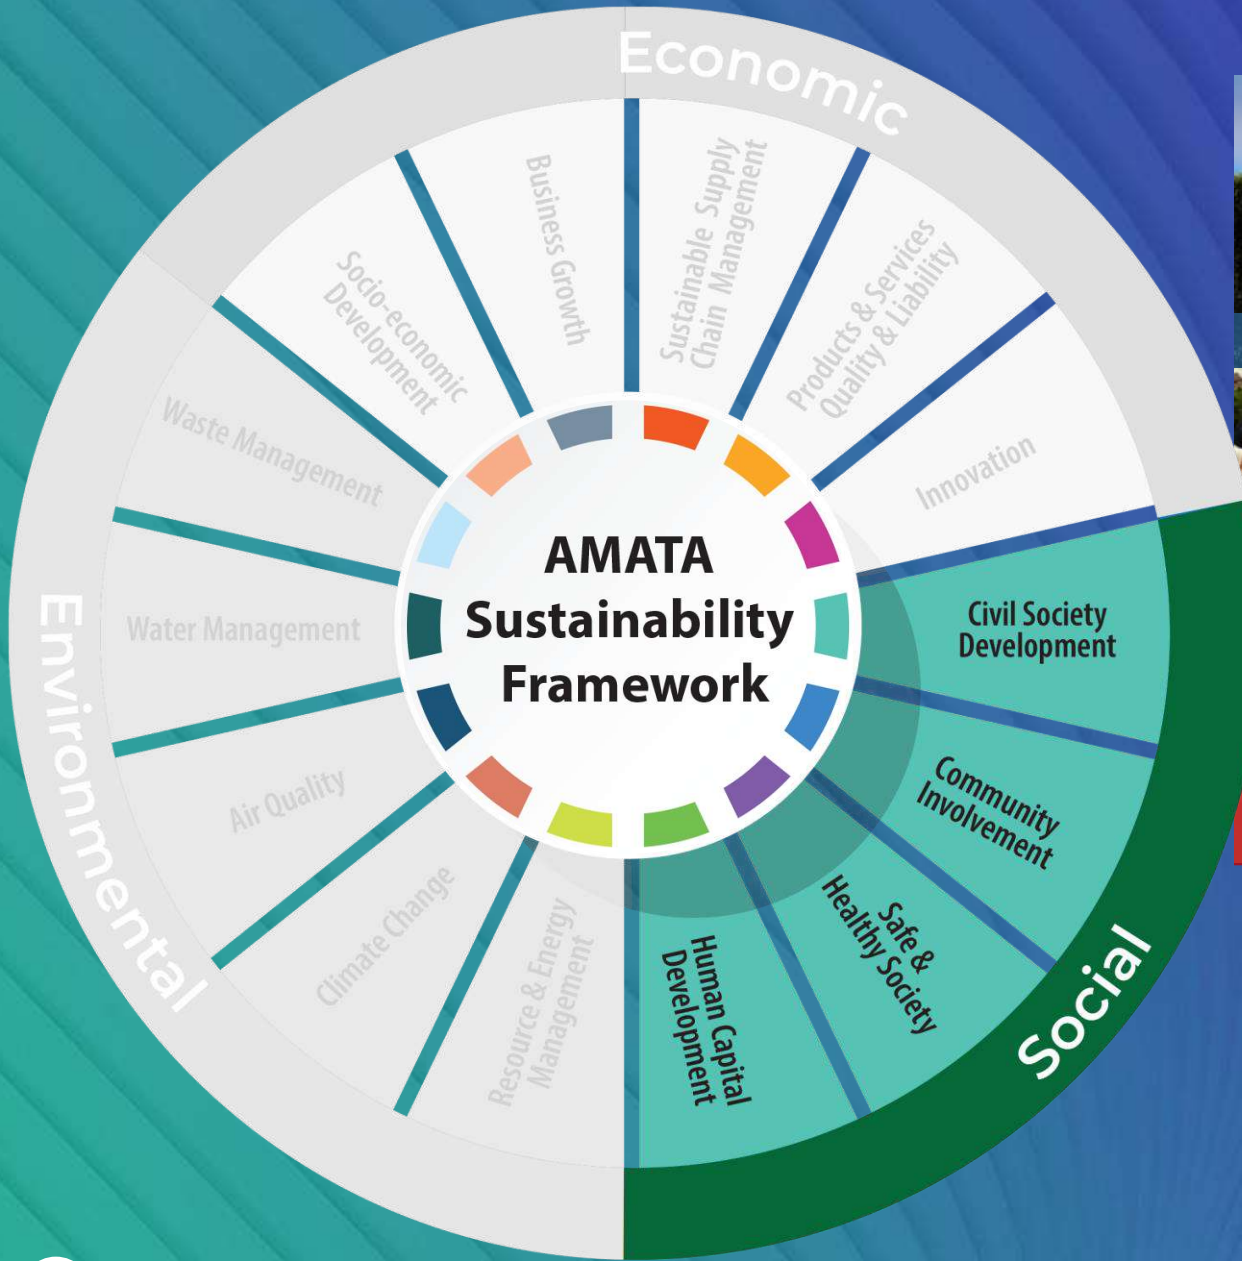 Economic
Business Growth
Sustainable Supply
Chain Management
Products & Services
Quality & Liability
Innovation
Socio-economic
Development
Waste Management
Water Management
Air Quality
Climate Change
Resource & Energy
Management
Environmental
AMATA
Sustainability
Framework
Civil Society
Development
Community
Involvement
Safe &
Healthy Society
Human Capital
Development
Social